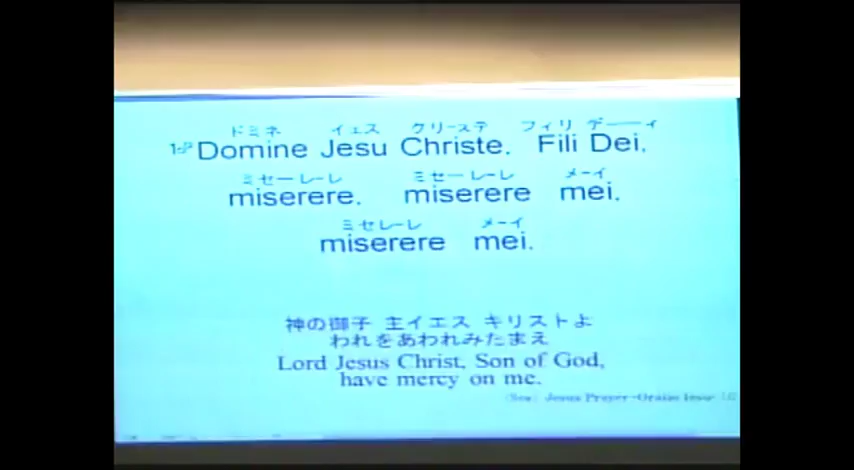 ドミネ イェス クリーステ フィリ デーーィ
Domine Jesu Christe, Fili Dei,
ミセーレーレ ミセーレーレ メーイ
miserere, miserere mei,
ミセレーレ メーイ
miserere mei.
神の御子 主イエス キリストよ
われをあわれみたまえ
Lord Jesus Christ, Son of God,
have mercy on me.
Jesus Prayer